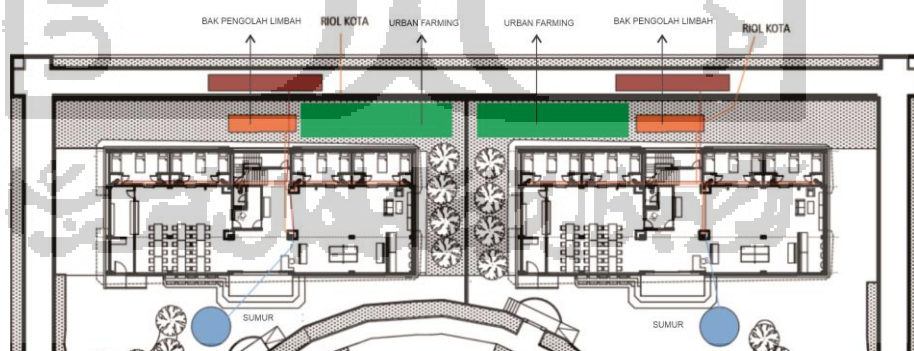 BAK PENGOLAH LIMBAH
RIOL KOTA
URBAN FARMING
URBAN FARMING
BAK PENGOLAH LIMBAH
RIOL KOTA
SUMUR
SUMUR